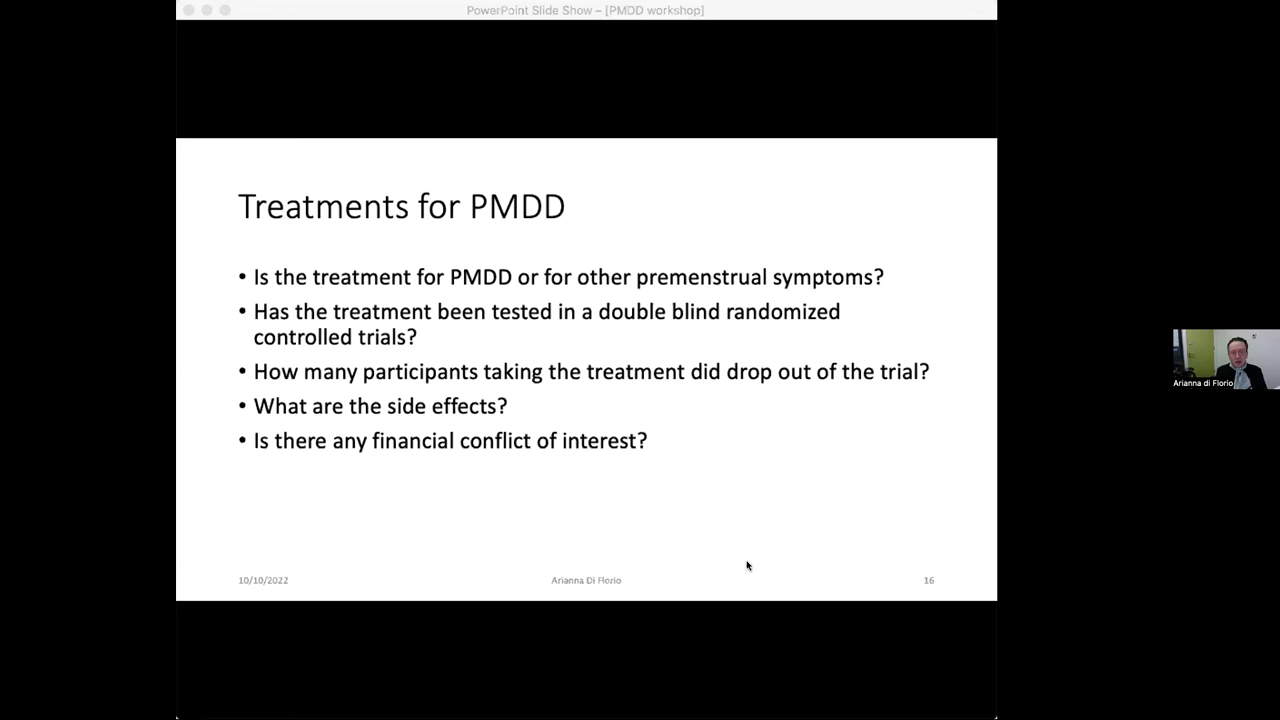 PowerPoint Slide Show – [PMDD workshop]
Treatments for PMDD
• Is the treatment for PMDD or for other premenstrual symptoms?
• Has the treatment been tested in a double blind randomized
controlled trials?
• How many participants taking the treatment did drop out of the trial?
• What are the side effects?
• Is there any financial conflict of interest?
10/10/2022
Arianna Di Florio
16
Arianna di Florio